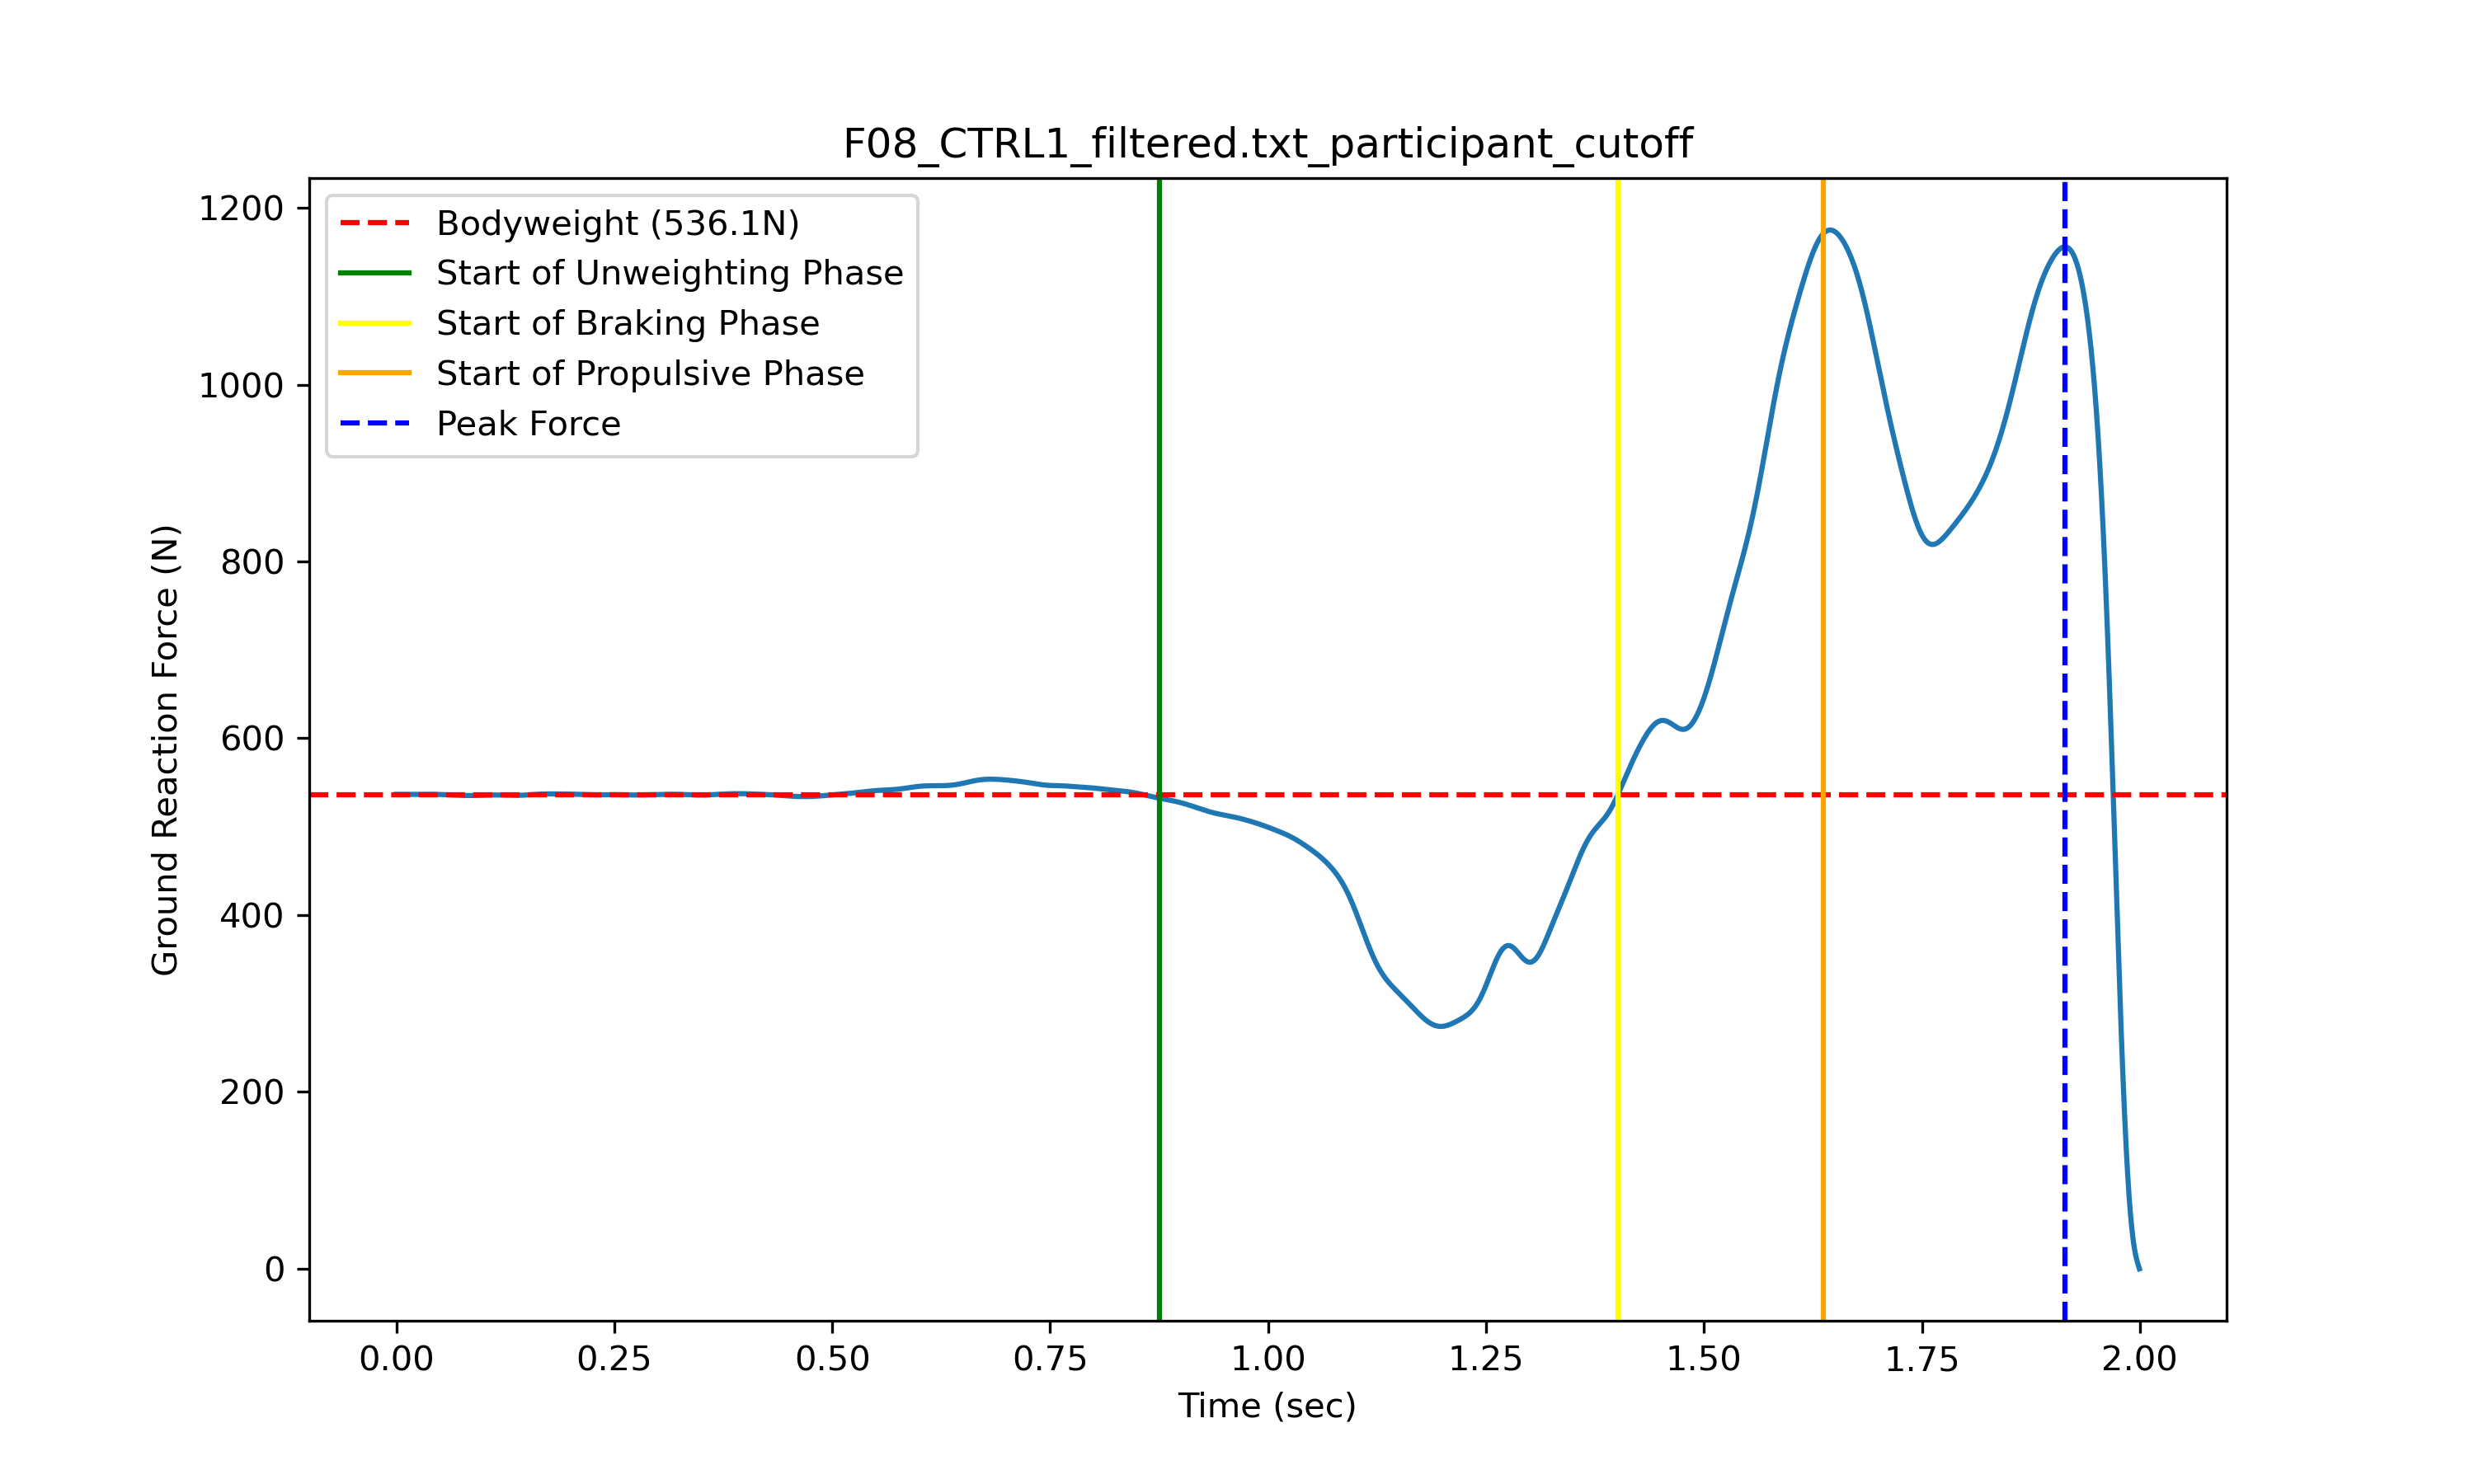 F08_CTRL1_filtered.txt_participant_cutoff
1200
1000
800
600
400
200
0
Ground Reaction Force (N)
Bodyweight (536.1N)
Start of Unweighting Phase
Start of Braking Phase
Start of Propulsive Phase
Peak Force
0.00 0.25 0.50 0.75 1.00 1.25 1.50 1.75 2.00
Time (sec)